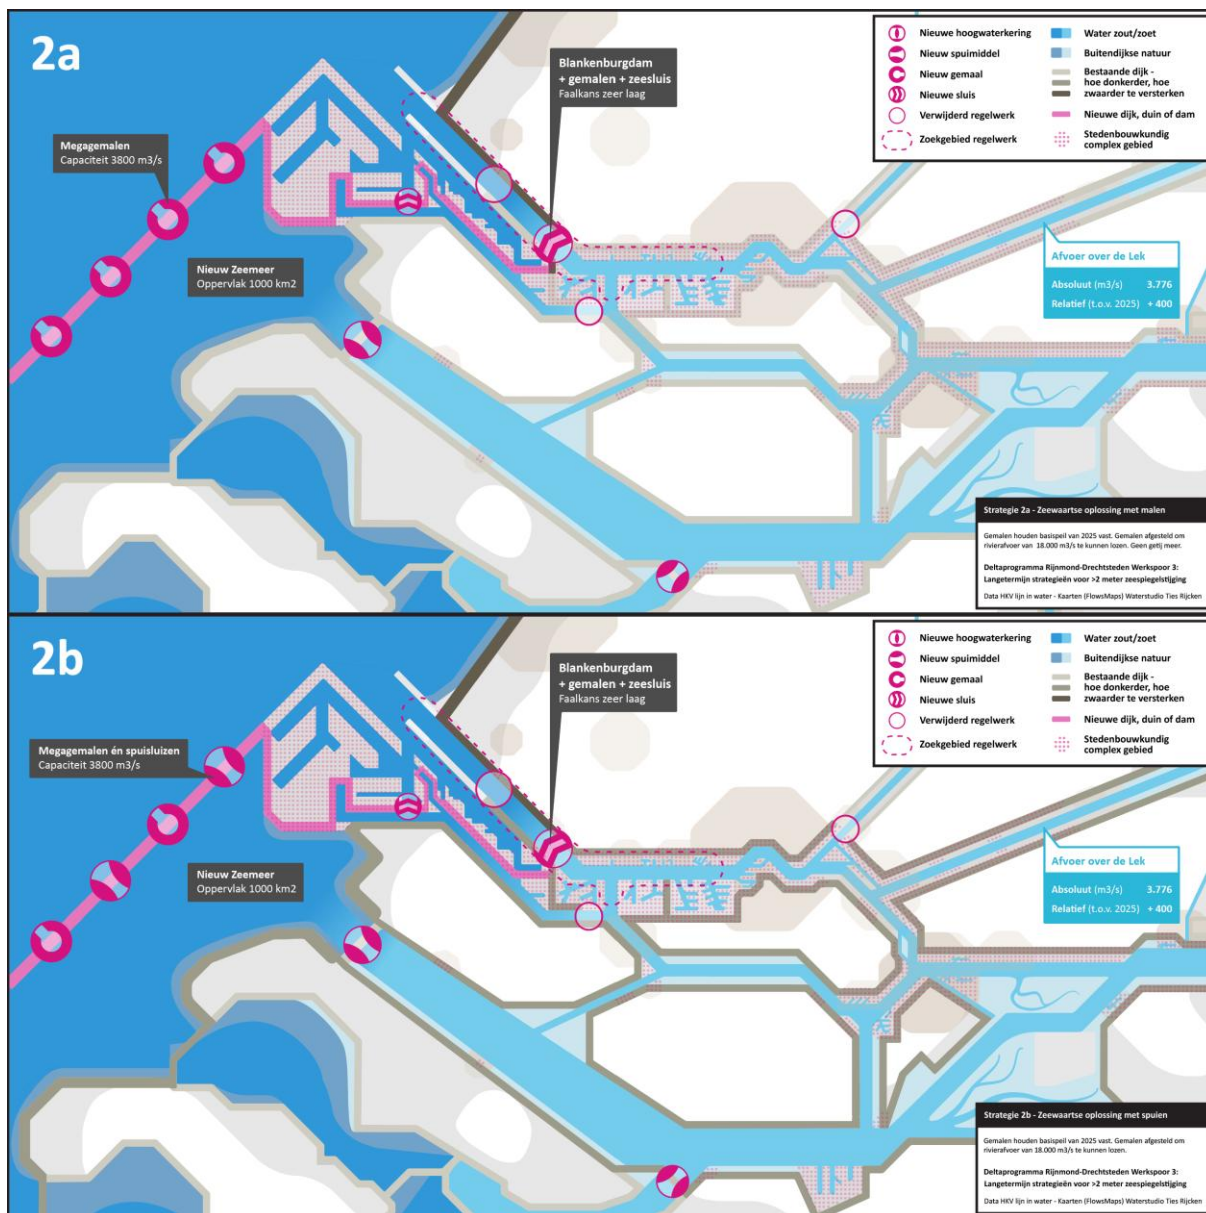 2a
Megagemalen
Capaciteit 3800 m3/s
Nieuw Zeemeer
Oppervlak 1000 km2
Blankenburgdam
+ gemalen + zeesluis
Faalkans zeer laag
Nieuwe hoogwaterkering
Nieuw spuimiddel
Nieuw gemaal
Nieuwe sluis
Verwijderd regelwerk
Zoekgebied regelwerk
Water zout/zoet
Buitendijkse natuur
Bestaande dijk -
hoe donkerder, hoe
zwaarder te versterken
Nieuwe dijk, duin of dam
Stedenbouwkundig
complex gebied
Afvoer over de Lek
Absoluut (m3/s) 3.776
Relatief (t.o.v. 2025) + 400
Strategie 2a - Zeewaartse oplossing met malen
Gemalen houden basispeil van 2025 vast. Gemalen afgesteld om
rivierafvoer van 18.000 m3/s te kunnen lozen. Geen getij meer.
Deltaprogramma Rijnmond-Drechtsteden Werkspoor 3:
Langetermijn strategieën voor >2 meter zeespiegelstijging
Data HKV lijn in water - Kaarten (FlowsMaps) Waterstudio Ties Rijcken
2b
Megagemalen én spuisluizen
Capaciteit 3800 m3/s
Nieuw Zeemeer
Oppervlak 1000 km2
Blankenburgdam
+ gemalen + zeesluis
Faalkans zeer laag
Nieuwe hoogwaterkering
Nieuw spuimiddel
Nieuw gemaal
Nieuwe sluis
Verwijderd regelwerk
Zoekgebied regelwerk
Water zout/zoet
Buitendijkse natuur
Bestaande dijk -
hoe donkerder, hoe
zwaarder te versterken
Nieuwe dijk, duin of dam
Stedenbouwkundig
complex gebied
Afvoer over de Lek
Absoluut (m3/s) 3.776
Relatief (t.o.v. 2025) + 400
Strategie 2b - Zeewaartse oplossing met spuien
Gemalen houden basispeil van 2025 vast. Gemalen afgesteld om
rivierafvoer van 18.000 m3/s te kunnen lozen.
Deltaprogramma Rijnmond-Drechtsteden Werkspoor 3:
Langetermijn strategieën voor >2 meter zeespiegelstijging
Data HKV lijn in water - Kaarten (FlowsMaps) Waterstudio Ties Rijcken